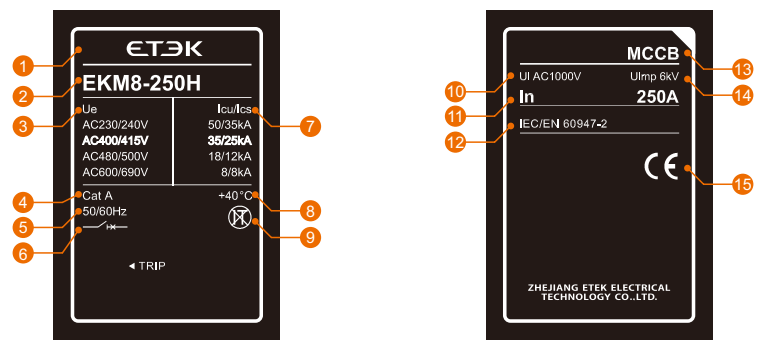 ETEK
1
EKM8-250H
2
Ue Icu/Ics
3
7
AC230/240V 50/35kA
AC400/415V 35/25kA
AC480/500V 18/12kA
AC600/690V 8/8kA
Cat A +40°C
4
8
50/60Hz
5
6
9
◄ TRIP
MCCB
13
UI AC1000V UImp 6kV
10
14
In 250A
11
IEC/EN 60947-2
12
CE
15
ZHEJIANG ETEK ELECTRICAL
TECHNOLOGY CO.,LTD.